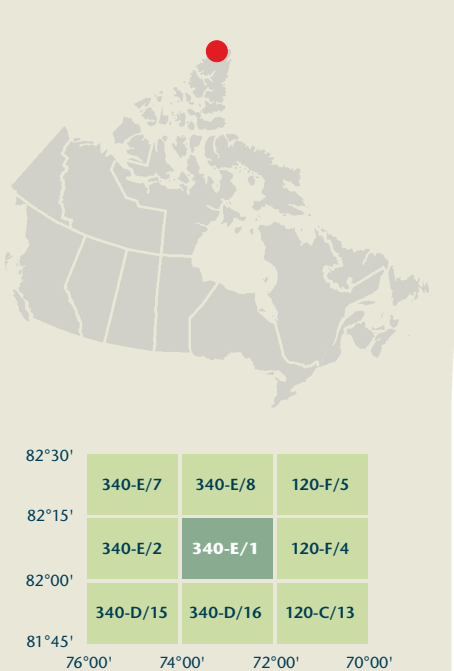 82°30'
340-E/7 340-E/8 120-F/5
82°15'
340-E/2 340-E/1 120-F/4
82°00'
340-D/15 340-D/16 120-C/13
81°45'
76°00' 74°00' 72°00' 70°00'